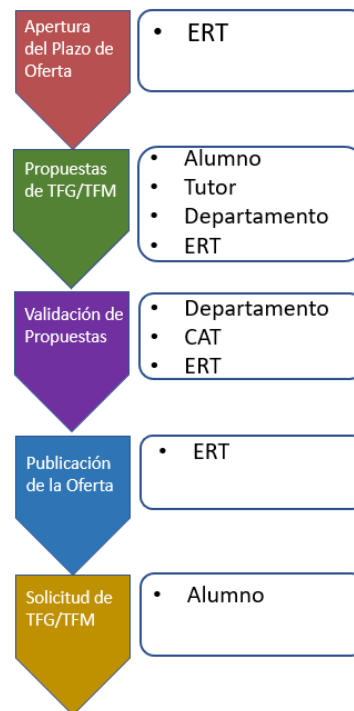 Apertura
del Plazo de
Oferta
• ERT
Propuestas
de TFG/TFM
• Alumno
• Tutor
• Departamento
• ERT
Validación de
Propuestas
• Departamento
• CAT
• ERT
Publicación
de la Oferta
• ERT
Solicitud de
TFG/TFM
• Alumno